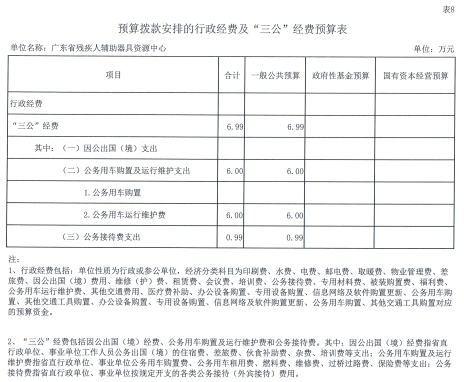 表8
预算拨款安排的行政经费及“三公”经费预算表
单位名称：广东省残疾人辅助器具资源中心 单位：万元
项目 合计 一般公共预算 政府性基金预算 国有资本经营预算
行政经费
“三公”经费 6.99 6.99
其中：（一）因公出国（境）支出
（二）公务用车购置及运行维护支出 6.00 6.00
1.公务用车购置
2.公务用车运行维护费 6.00 6.00
（三）公务接待费支出 0.99 0.99
注：
1、行政经费包括：单位性质为行政或参公单位，经济分类科目为印刷费、水费、电费、邮电费、取暖费、物业管理费、差
旅费、因公出国（境）费用、维修（护）费、租赁费、会议费、培训费、公务接待费、专用材料费、被装购置费、福利费、
公务用车运行维护费、其他交通费用、医疗费补助、办公设备购置、专用设备购置、信息网络及软件购置更新、公务用车购
置、其他交通工具购置、办公设备购置、专用设备购置、信息网络及软件购置更新、公务用车购置、其他交通工具购置对应
的预算资金。
2、“三公”经费包括因公出国（境）经费、公务用车购置及运行维护和公务接待费。其中：因公出国（境）经费指省直
行政单位、事业单位工作人员公务出国（境）的住宿费、差旅费、伙食补助费、杂费、培训费等支出；公务用车购置及运行
维护费指省直行政单位、事业单位公务用车购置费、公务用车租用费、燃料费、维修费、过桥过路费、保险费等支出；公务
接待费指省直行政单位、事业单位按规定开支的各类公务接待（外宾接待）费用。